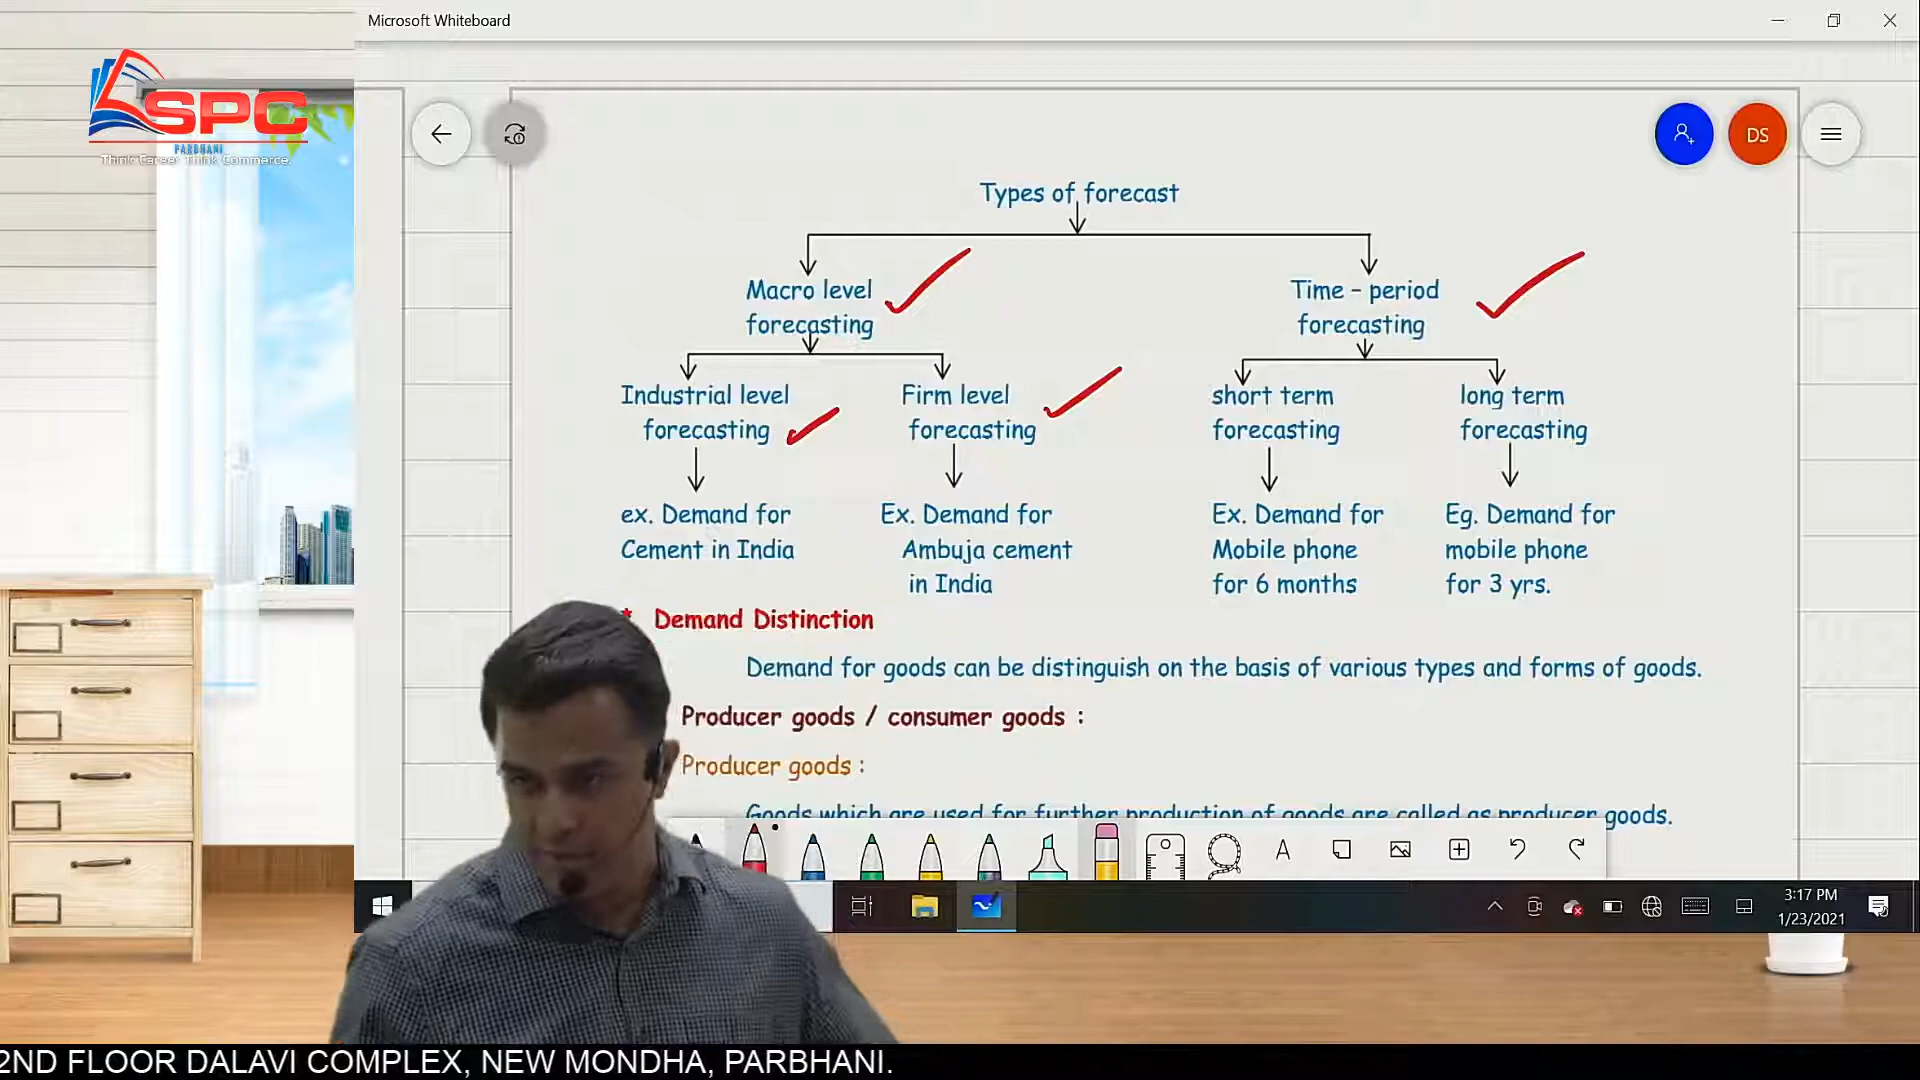 Microsoft Whiteboard
SPC
PARBHANI
Think Career Think Commerce.
DS
Types of forecast
Macro level
forecasting
Time - period
forecasting
Industrial level
forecasting
Firm level
forecasting
short term
forecasting
long term
forecasting
ex. Demand for
Cement in India
Ex. Demand for
Ambuja cement
in India
Ex. Demand for
Mobile phone
for 6 months
Eg. Demand for
mobile phone
for 3 yrs.
* Demand Distinction
Demand for goods can be distinguish on the basis of various types and forms of goods.
Producer goods / consumer goods :
Producer goods :
Goods which are used for further production of goods are called as producer goods.
3:17 PM
1/23/2021
2ND FLOOR DALAVI COMPLEX, NEW MONDHA, PARBHANI.